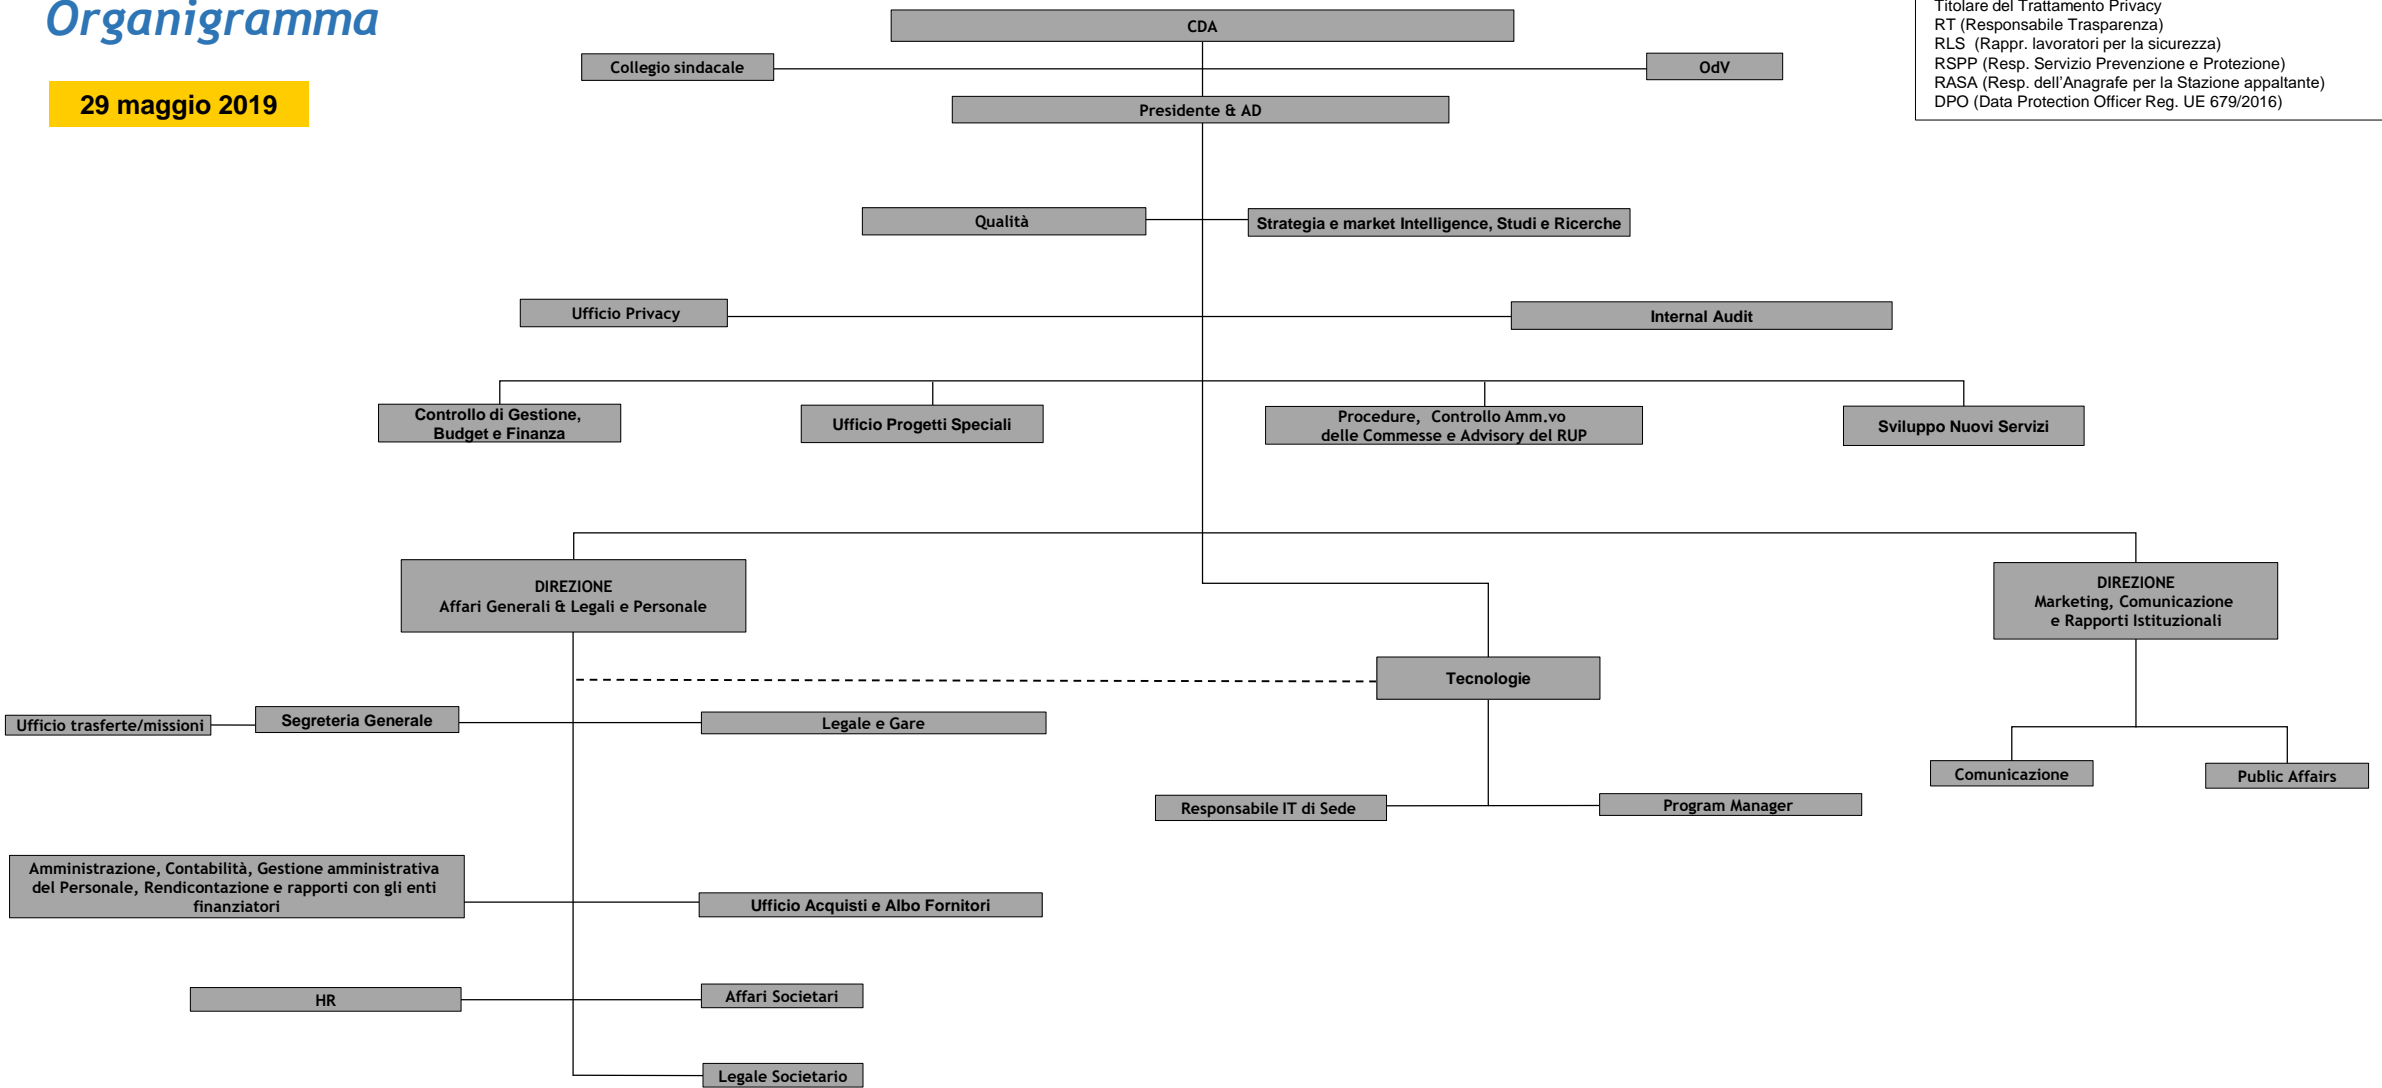 Organigramma
29 maggio 2019
Titolare del Trattamento Privacy
RT (Responsabile Trasparenza)
RLS (Rappr. lavoratori per la sicurezza)
RSPP (Resp. Servizio Prevenzione e Protezione)
RASA (Resp. dell'Anagrafe per la Stazione appaltante)
DPO (Data Protection Officer Reg. UE 679/2016)
CDA
Collegio sindacale
OdV
Presidente & AD
Qualità
Strategia e market Intelligence, Studi e Ricerche
Ufficio Privacy
Internal Audit
Controllo di Gestione,
Budget e Finanza
Ufficio Progetti Speciali
Procedure, Controllo Amm.vo
delle Commesse e Advisory del RUP
Sviluppo Nuovi Servizi
DIREZIONE
Affari Generali & Legali e Personale
DIREZIONE
Marketing, Comunicazione
e Rapporti Istituzionali
Tecnologie
Ufficio trasferte/missioni
Segreteria Generale
Legale e Gare
Comunicazione
Public Affairs
Responsabile IT di Sede
Program Manager
Amministrazione, Contabilità, Gestione amministrativa
del Personale, Rendicontazione e rapporti con gli enti
finanziatori
Ufficio Acquisti e Albo Fornitori
HR
Affari Societari
Legale Societario